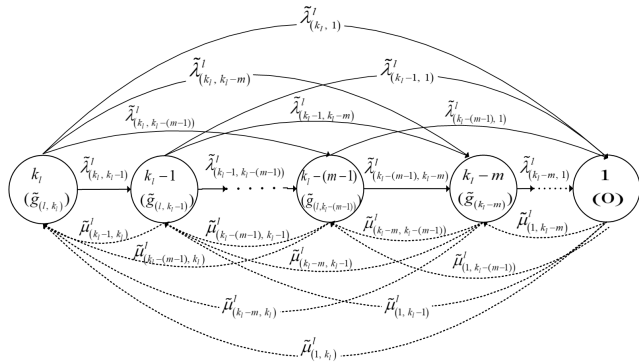 λ̃^l_(k_l, 1)
λ̃^l_(k_l, k_l−m)
λ̃^l_(k_l−1, 1)
λ̃^l_(k_l, k_l−(m−1))
λ̃^l_(k_l−1, k_l−m)
λ̃^l_(k_l−(m−1), 1)
k_l
(g̃_(l, k_l))
λ̃^l_(k_l, k_l−1)
k_l−1
(g̃_(l, k_l−1))
λ̃^l_(k_l−1, k_l−(m−1))
k_l−(m−1)
(g̃_(l,k_l−(m−1)))
λ̃^l_(k_l−(m−1), k_l−m)
k_l−m
(g̃_(k_l−m))
λ̃^l_(k_l−m, 1)
1
(0)
μ̃^l_(k_l−1, k_l)
μ̃^l_(k_l−(m−1), k_l−1)
μ̃^l_(k_l−m, k_l−(m−1))
μ̃^l_(1, k_l−m)
μ̃^l_(k_l−(m−1), k_l)
μ̃^l_(k_l−m, k_l−1)
μ̃^l_(1, k_l−(m−1))
μ̃^l_(k_l−m, k_l)
μ̃^l_(1, k_l−1)
μ̃^l_(1, k_l)